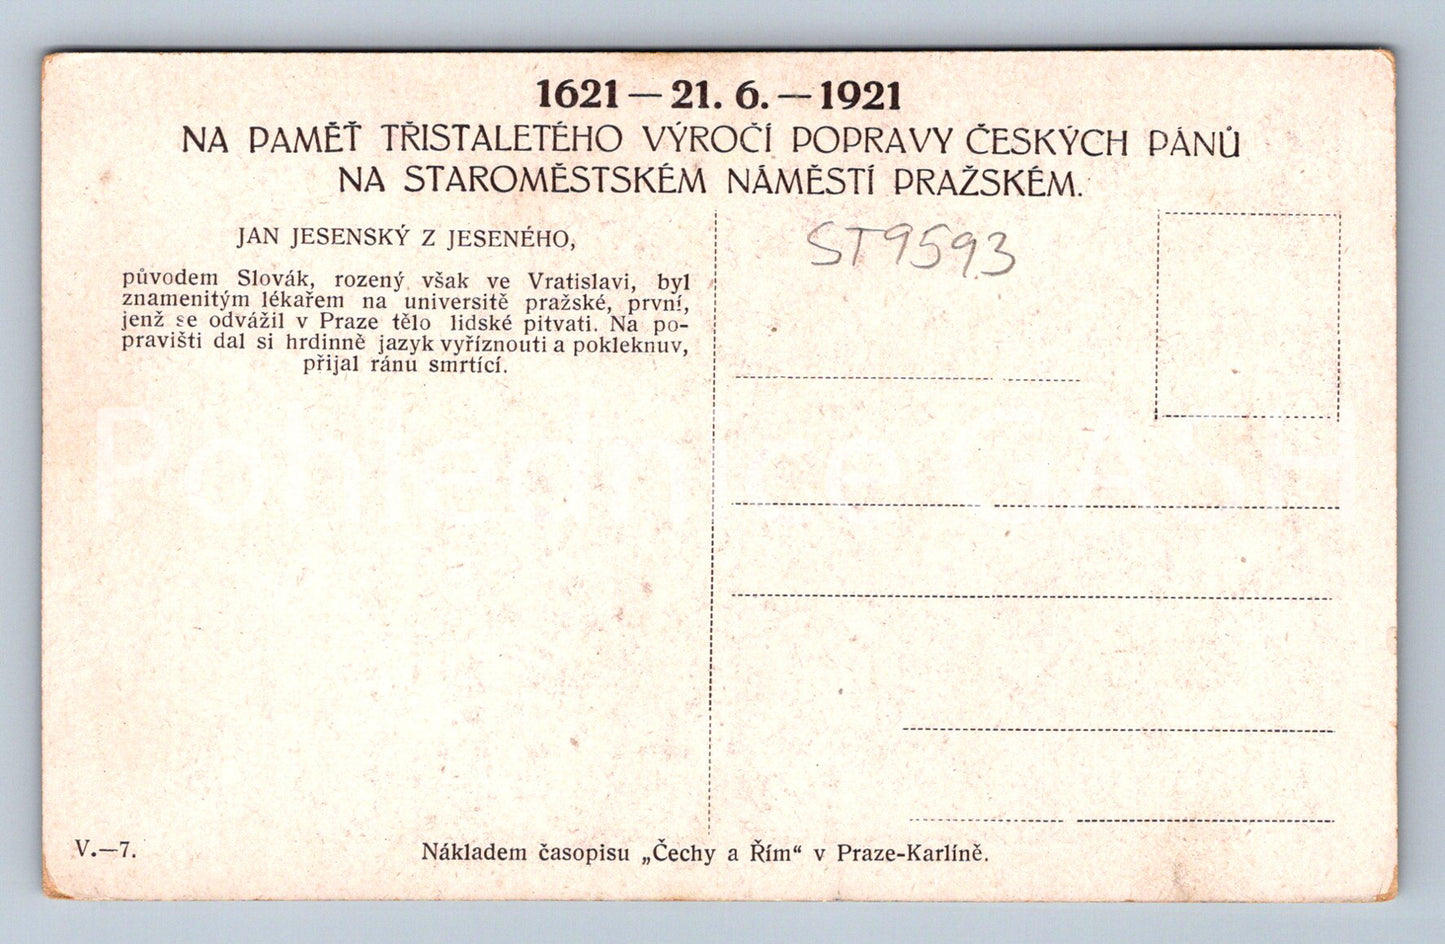 1621 — 21. 6. — 1921
NA PAMĚŤ TŘISTALETÉHO VÝROČÍ POPRAVY ČESKÝCH PÁNŮ
NA STAROMĚSTSKÉM NÁMĚSTÍ PRAŽSKÉM.
JAN JESENSKÝ Z JESENÉHO,
původem Slovák, rozený však ve Vratislavi, byl
znamenitým lékařem na universitě pražské, první,
jenž se odvážil v Praze tělo lidské pitvati. Na po-
pravišti dal si hrdinně jazyk vyříznouti a pokleknuv,
přijal ránu smrtící.
ST9593
Pohlednice GASH
V.—7.
Nákladem časopisu „Čechy a Řím“ v Praze-Karlíně.